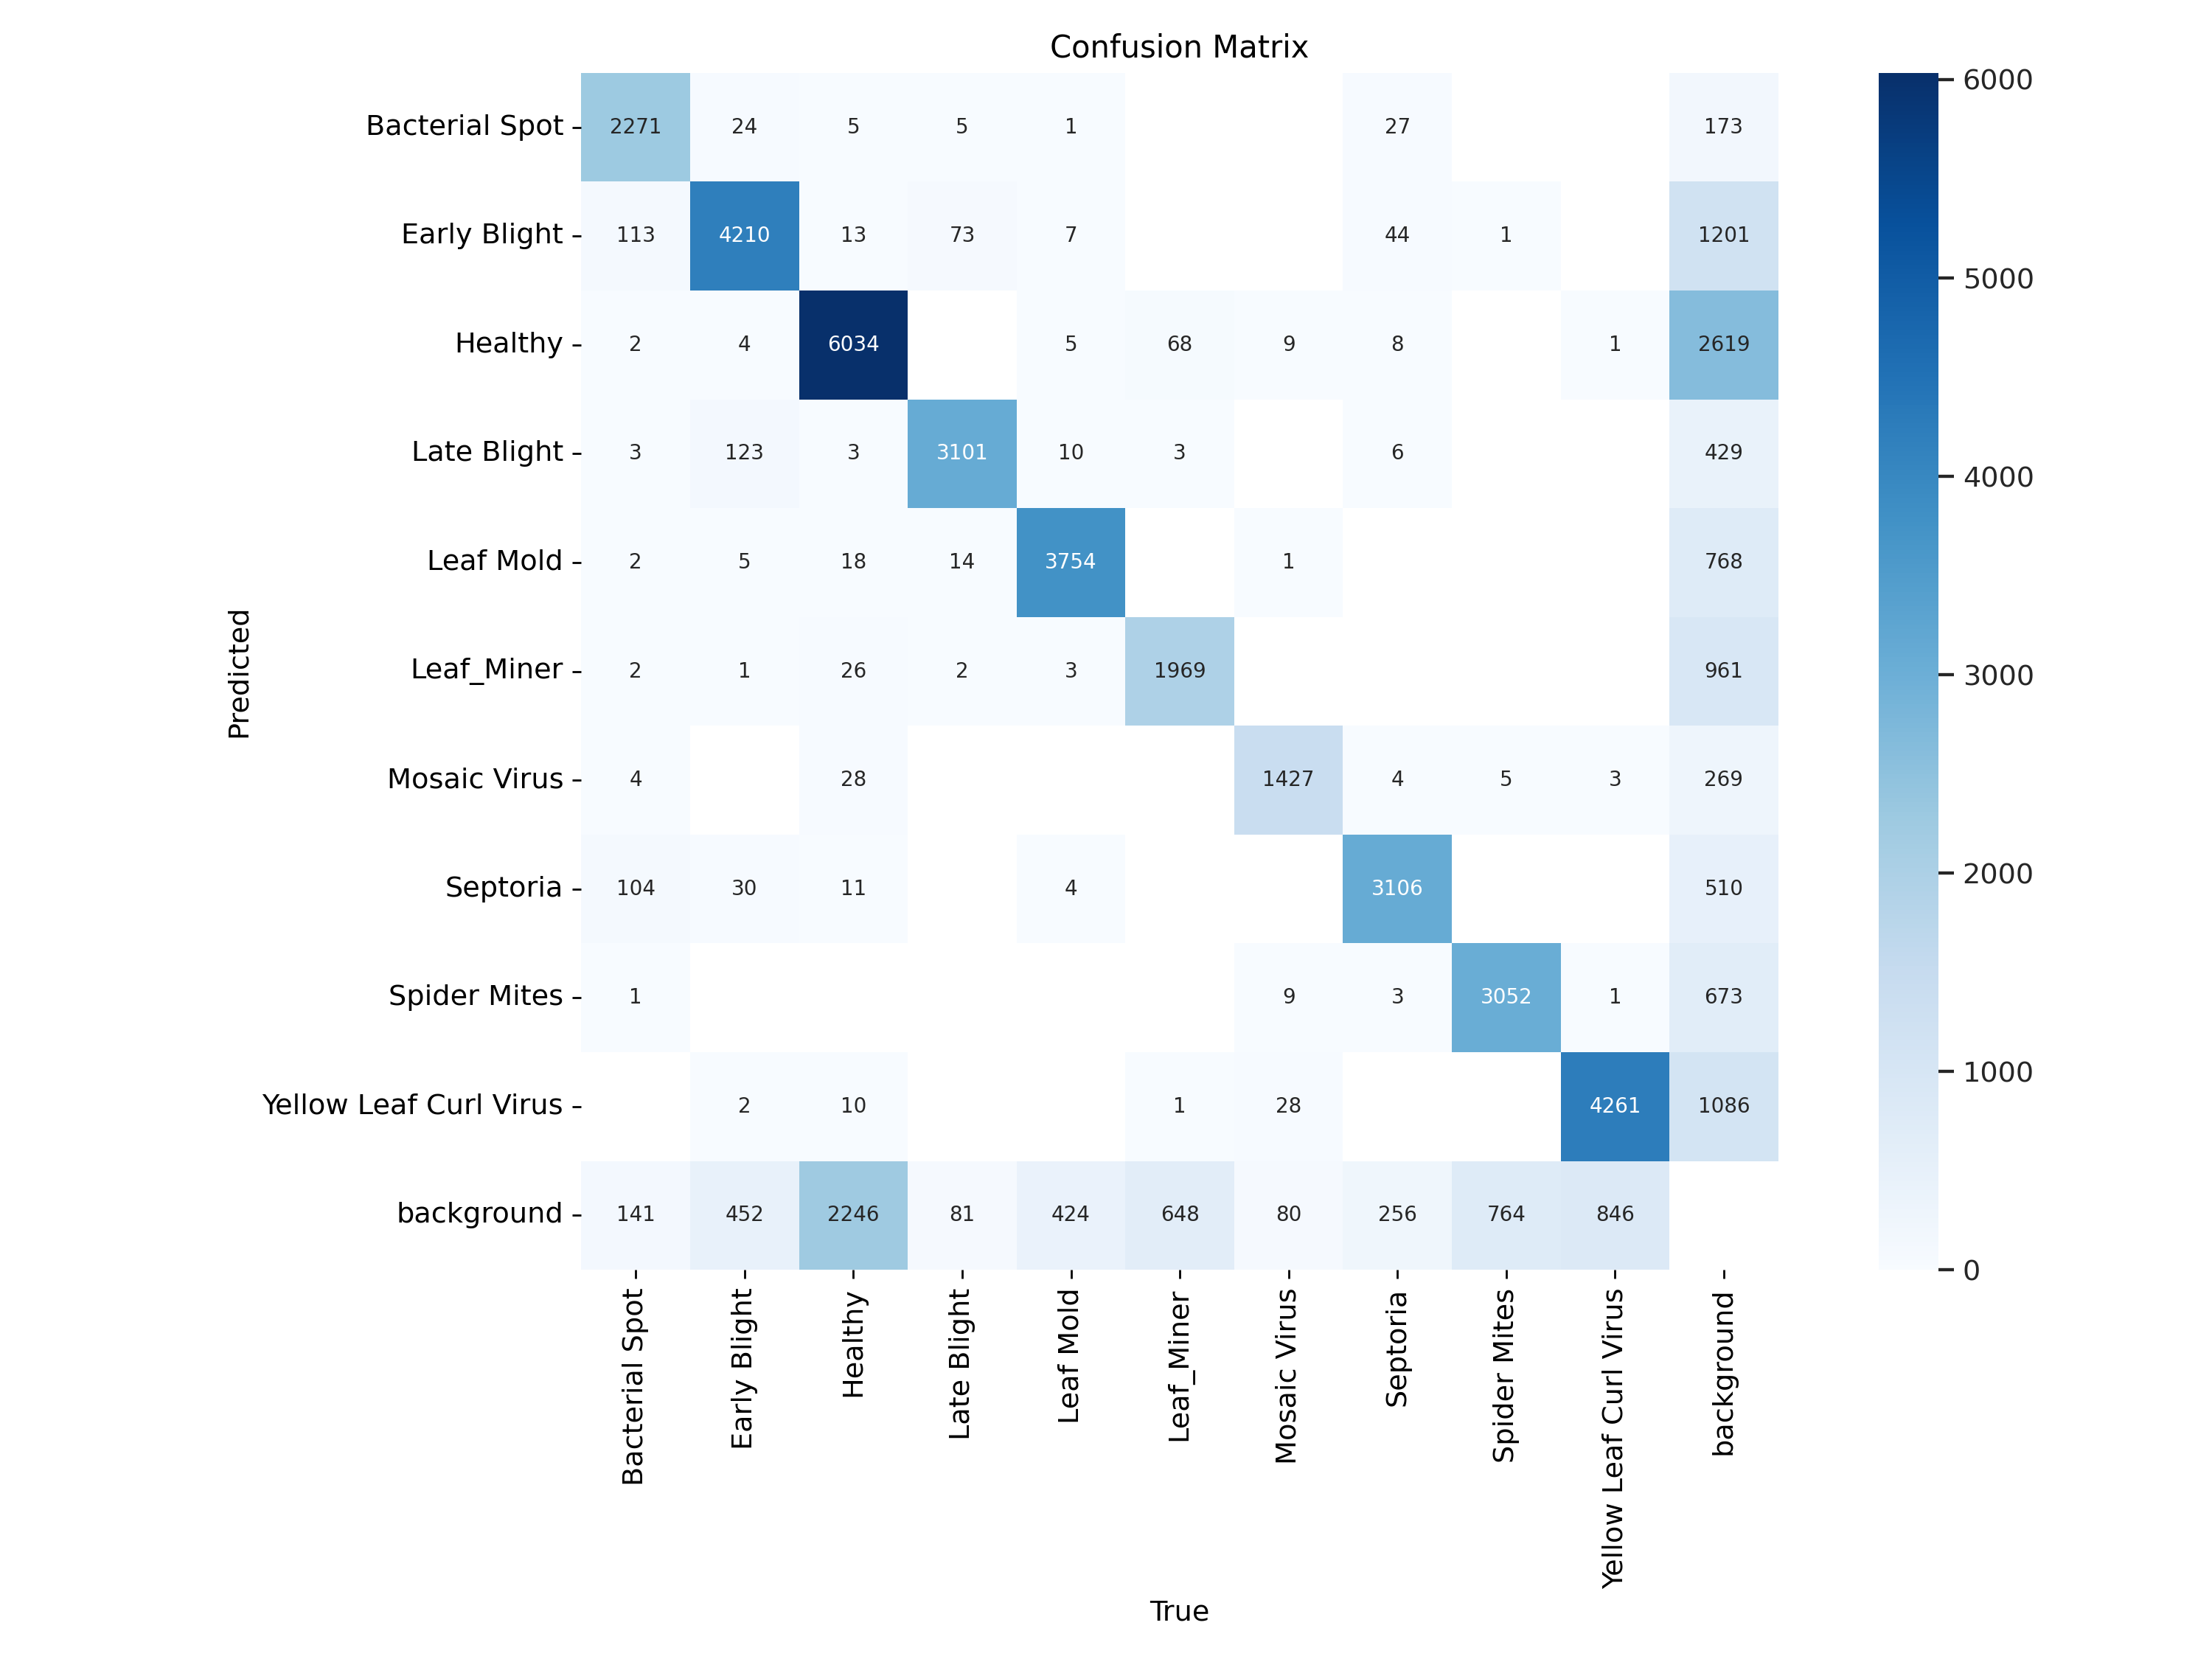 Confusion Matrix
Bacterial Spot 2271 24 5 5 1 27 173
Early Blight 113 4210 13 73 7 44 1 1201
Healthy 2 4 6034 5 68 9 8 1 2619
Late Blight 3 123 3 3101 10 3 6 429
Leaf Mold 2 5 18 14 3754 1 768
Leaf_Miner 2 1 26 2 3 1969 961
Mosaic Virus 4 28 1427 4 5 3 269
Septoria 104 30 11 4 3106 510
Spider Mites 1 9 3 3052 1 673
Yellow Leaf Curl Virus 2 10 1 28 4261 1086
background 141 452 2246 81 424 648 80 256 764 846
Predicted
Bacterial Spot
Early Blight
Healthy
Late Blight
Leaf Mold
Leaf_Miner
Mosaic Virus
Septoria
Spider Mites
Yellow Leaf Curl Virus
background
True
6000
5000
4000
3000
2000
1000
0